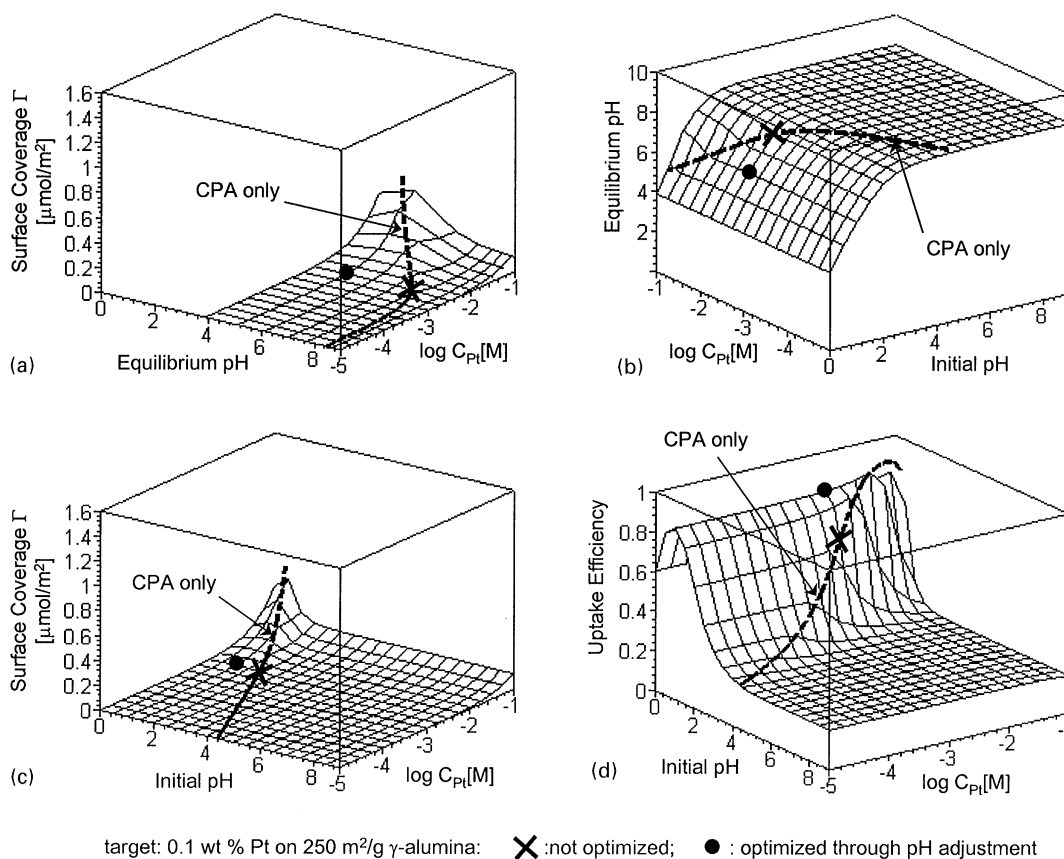 Surface Coverage Γ
[μmol/m²]
1.6
1.4
1.2
1
0.8
0.6
0.4
0.2
0
CPA only
0
2
4
6
8
-5
-4
-3
-2
-1
Equilibrium pH
log C_Pt[M]
(a)
Equilibrium pH
10
8
6
4
2
-1
-2
-3
-4
0
2
4
6
8
CPA only
log C_Pt[M]
Initial pH
(b)
Surface Coverage Γ
[μmol/m²]
1.6
1.4
1.2
1
0.8
0.6
0.4
0.2
0
CPA only
0
2
4
6
8
-5
-4
-3
-2
-1
Initial pH
log C_Pt[M]
(c)
CPA only
Uptake Efficiency
1
0.8
0.6
0.4
0.2
0
0
2
4
6
8
-5
-4
-3
-2
Initial pH
log C_Pt[M]
(d)
target: 0.1 wt % Pt on 250 m²/g γ-alumina: :not optimized; : optimized through pH adjustment